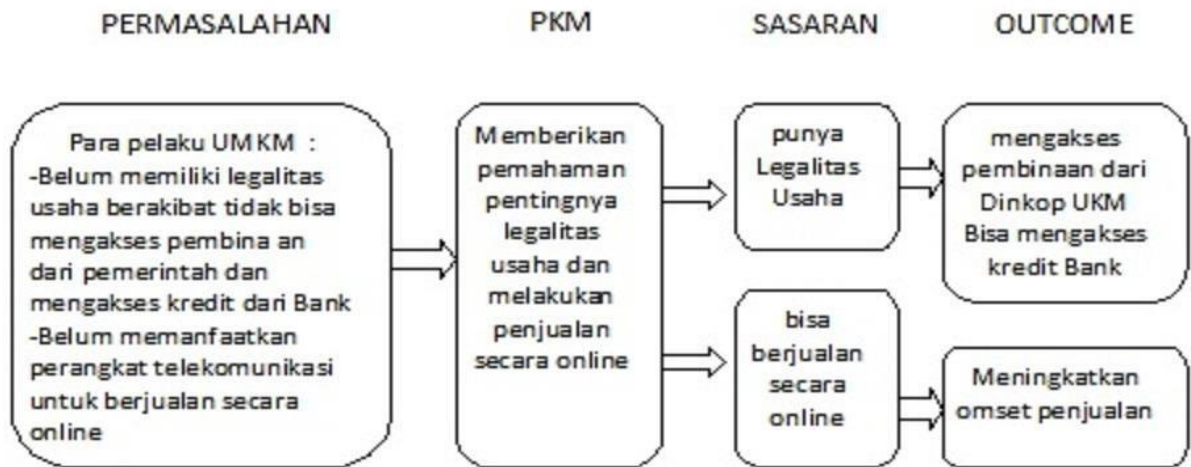 PERMASALAHAN
PKM
SASARAN
OUTCOME
Para pelaku UMKM :
-Belum memiliki legalitas
usaha berakibat tidak bisa
mengakses pembina an
dari pemerintah dan
mengakses kredit dari Bank
-Belum memanfaatkan
perangkat telekomunikasi
untuk berjualan secara
online
Memberikan
pemahaman
pentingnya
legalitas
usaha dan
melakukan
penjualan
secara online
punya
Legalitas
Usaha
mengakses
pembinaan dari
Dinkop UKM
Bisa mengakses
kredit Bank
bisa
berjualan
secara
online
Meningkatkan
omset penjualan